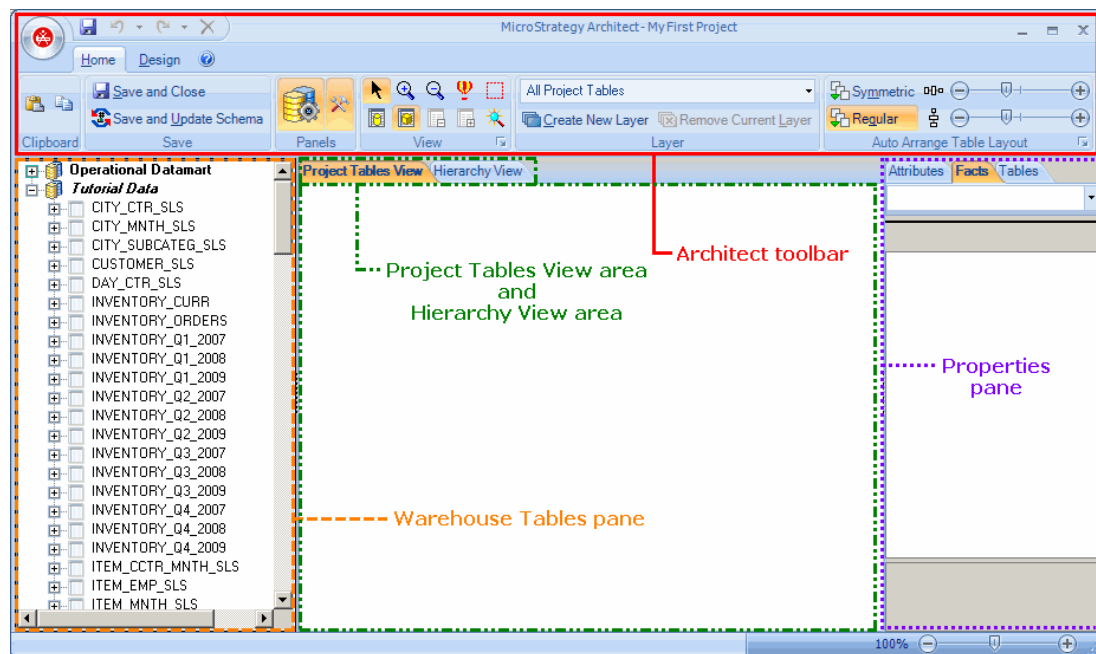 MicroStrategy Architect - My First Project
Home Design
Save and Close
Save and Update Schema
All Project Tables
Create New Layer Remove Current Layer
Symmetric
Regular
Clipboard Save Panels View Layer Auto Arrange Table Layout
Operational Datamart
Tutorial Data
CITY_CTR_SLS
CITY_MNTH_SLS
CITY_SUBCATEG_SLS
CUSTOMER_SLS
DAY_CTR_SLS
INVENTORY_CURR
INVENTORY_ORDERS
INVENTORY_Q1_2007
INVENTORY_Q1_2008
INVENTORY_Q1_2009
INVENTORY_Q2_2007
INVENTORY_Q2_2008
INVENTORY_Q2_2009
INVENTORY_Q3_2007
INVENTORY_Q3_2008
INVENTORY_Q3_2009
INVENTORY_Q4_2007
INVENTORY_Q4_2008
INVENTORY_Q4_2009
ITEM_CCTR_MNTH_SLS
ITEM_EMP_SLS
ITEM_MNTH_SLS
Project Tables View Hierarchy View
Attributes Facts Tables
Architect toolbar
Project Tables View area
and
Hierarchy View area
Properties
pane
Warehouse Tables pane
100%